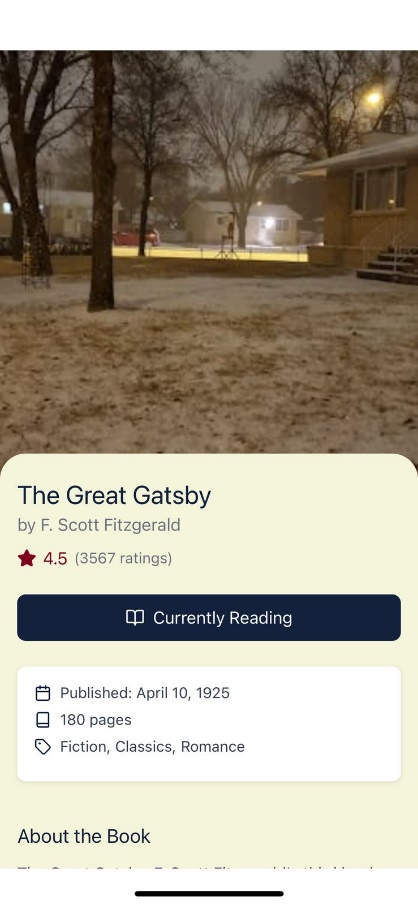 The Great Gatsby
by F. Scott Fitzgerald
4.5 (3567 ratings)
Currently Reading
Published: April 10, 1925
180 pages
Fiction, Classics, Romance
About the Book